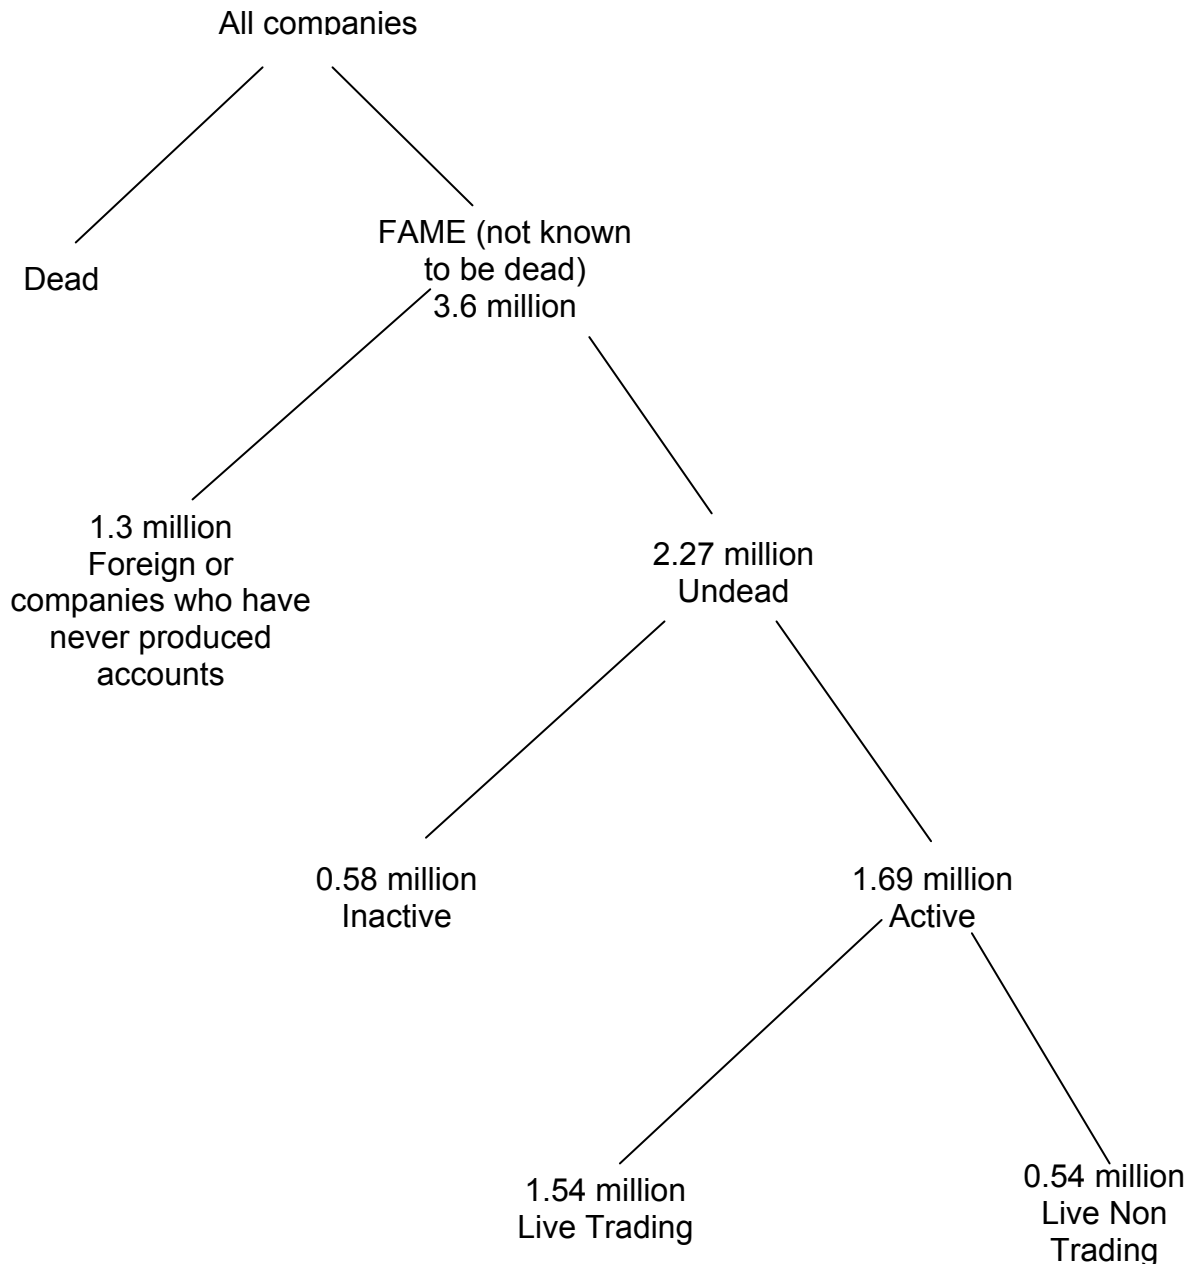 All companies
FAME (not known
to be dead)
3.6 million
Dead
1.3 million
Foreign or
companies who have
never produced
accounts
2.27 million
Undead
0.58 million
Inactive
1.69 million
Active
1.54 million
Live Trading
0.54 million
Live Non
Trading